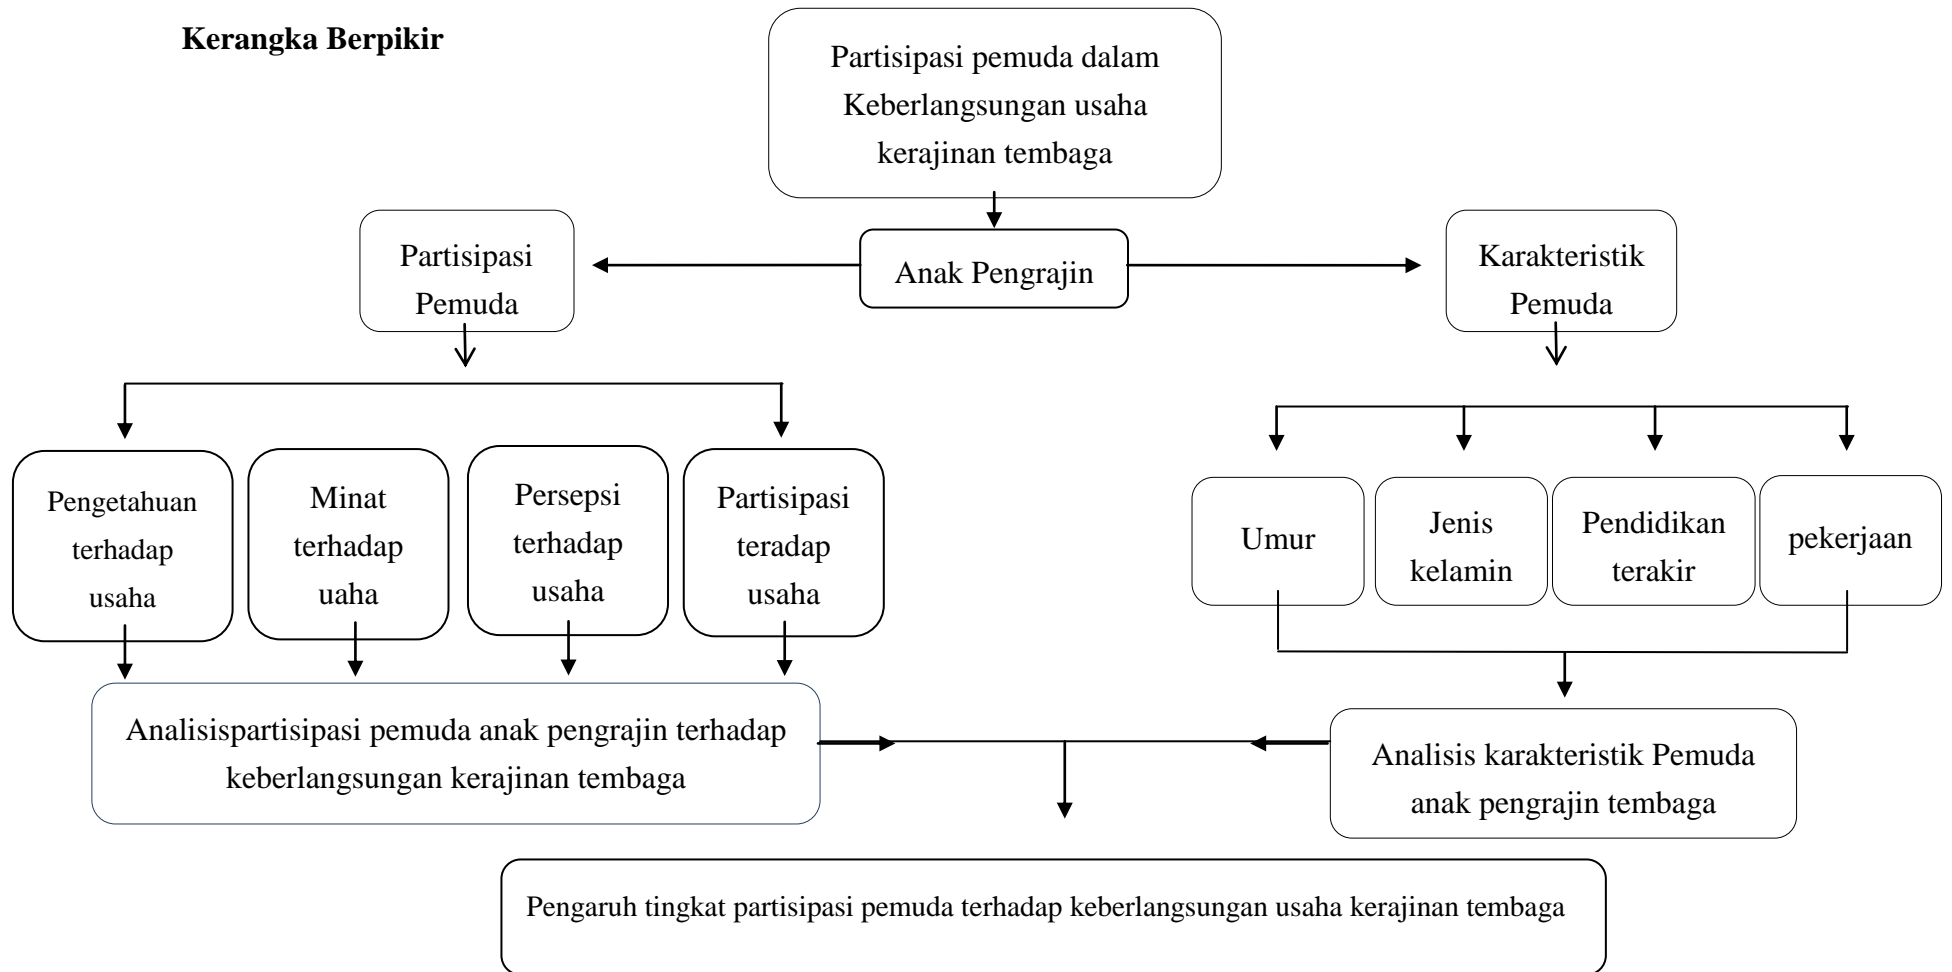 Kerangka Berpikir
Partisipasi pemuda dalam
Keberlangsungan usaha
kerajinan tembaga
Partisipasi
Pemuda
Anak Pengrajin
Karakteristik
Pemuda
Pengetahuan
terhadap
usaha
Minat
terhadap
uaha
Persepsi
terhadap
usaha
Partisipasi
teradap
usaha
Umur
Jenis
kelamin
Pendidikan
terakir
pekerjaan
Analisispartisipasi pemuda anak pengrajin terhadap
keberlangsungan kerajinan tembaga
Analisis karakteristik Pemuda
anak pengrajin tembaga
Pengaruh tingkat partisipasi pemuda terhadap keberlangsungan usaha kerajinan tembaga